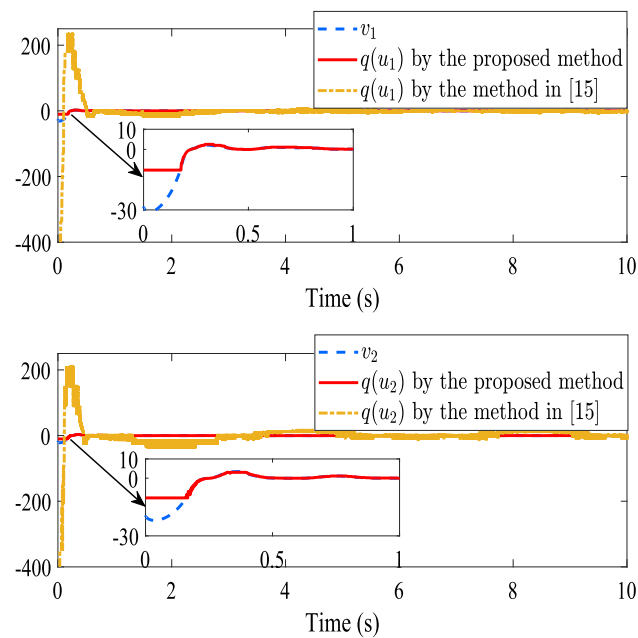 v₁
q(u₁) by the proposed method
q(u₁) by the method in [15]
200
0
-200
-400
10
0
-30
0 0.5 1
0 2 4 6 8 10
Time (s)
v₂
q(u₂) by the proposed method
q(u₂) by the method in [15]
200
0
-200
-400
10
0
-30
0 0.5 1
0 2 4 6 8 10
Time (s)